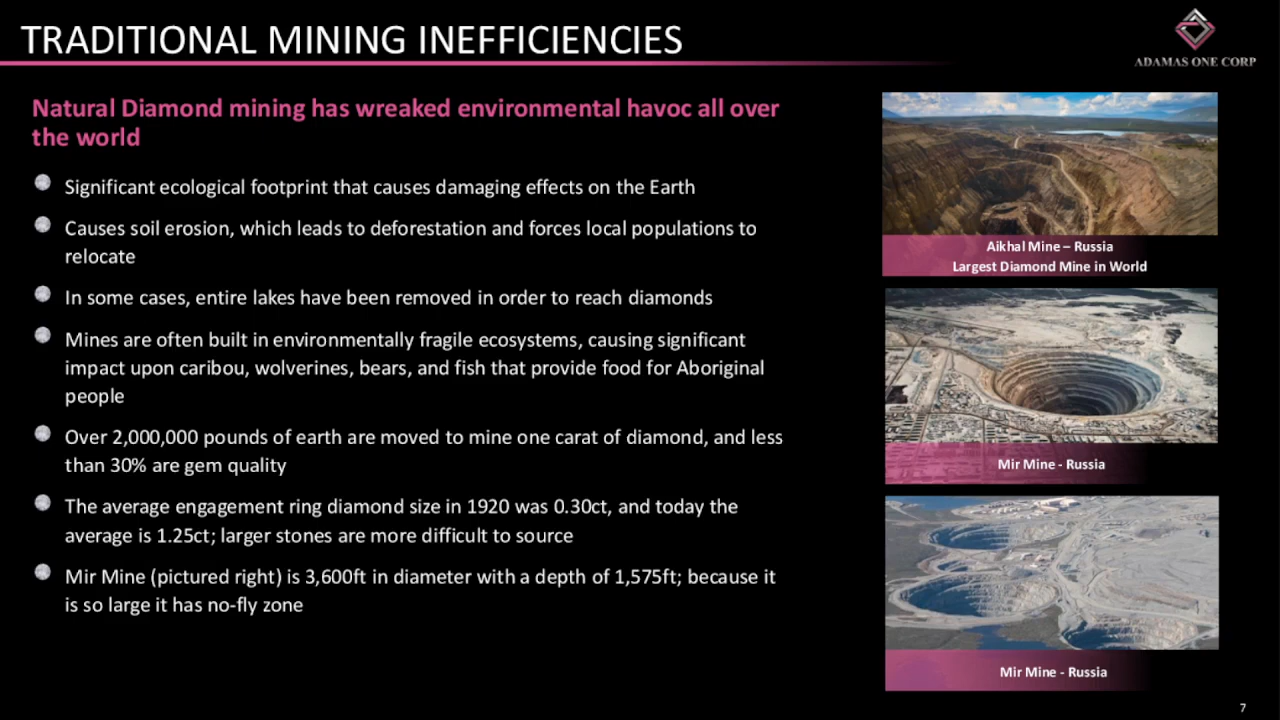 TRADITIONAL MINING INEFFICIENCIES
ADAMAS ONE CORP
Natural Diamond mining has wreaked environmental havoc all over
the world
Significant ecological footprint that causes damaging effects on the Earth
Causes soil erosion, which leads to deforestation and forces local populations to
relocate
In some cases, entire lakes have been removed in order to reach diamonds
Mines are often built in environmentally fragile ecosystems, causing significant
impact upon caribou, wolverines, bears, and fish that provide food for Aboriginal
people
Over 2,000,000 pounds of earth are moved to mine one carat of diamond, and less
than 30% are gem quality
The average engagement ring diamond size in 1920 was 0.30ct, and today the
average is 1.25ct; larger stones are more difficult to source
Mir Mine (pictured right) is 3,600ft in diameter with a depth of 1,575ft; because it
is so large it has no-fly zone
Aikhal Mine – Russia
Largest Diamond Mine in World
Mir Mine - Russia
Mir Mine - Russia
7